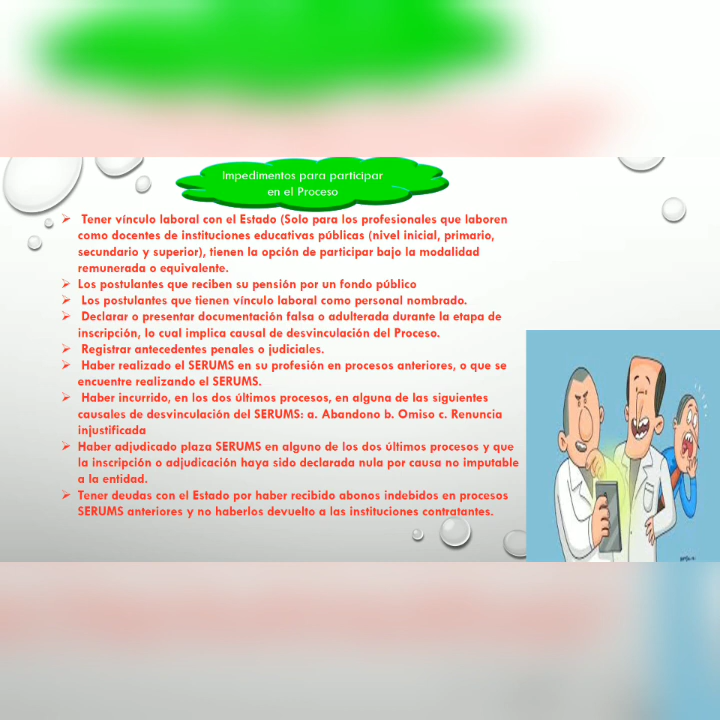 Impedimentos para participar
en el Proceso
➢ Tener vínculo laboral con el Estado (Solo para los profesionales que laboren
como docentes de instituciones educativas públicas (nivel inicial, primario,
secundario y superior), tienen la opción de participar bajo la modalidad
remunerada o equivalente.
➢ Los postulantes que reciben su pensión por un fondo público
➢ Los postulantes que tienen vínculo laboral como personal nombrado.
➢ Declarar o presentar documentación falsa o adulterada durante la etapa de
inscripción, lo cual implica causal de desvinculación del Proceso.
➢ Registrar antecedentes penales o judiciales.
➢ Haber realizado el SERUMS en su profesión en procesos anteriores, o que se
encuentre realizando el SERUMS.
➢ Haber incurrido, en los dos últimos procesos, en alguna de las siguientes
causales de desvinculación del SERUMS: a. Abandono b. Omiso c. Renuncia
injustificada
➢ Haber adjudicado plaza SERUMS en alguno de los dos últimos procesos y que
la inscripción o adjudicación haya sido declarada nula por causa no imputable
a la entidad.
➢ Tener deudas con el Estado por haber recibido abonos indebidos en procesos
SERUMS anteriores y no haberlos devuelto a las instituciones contratantes.